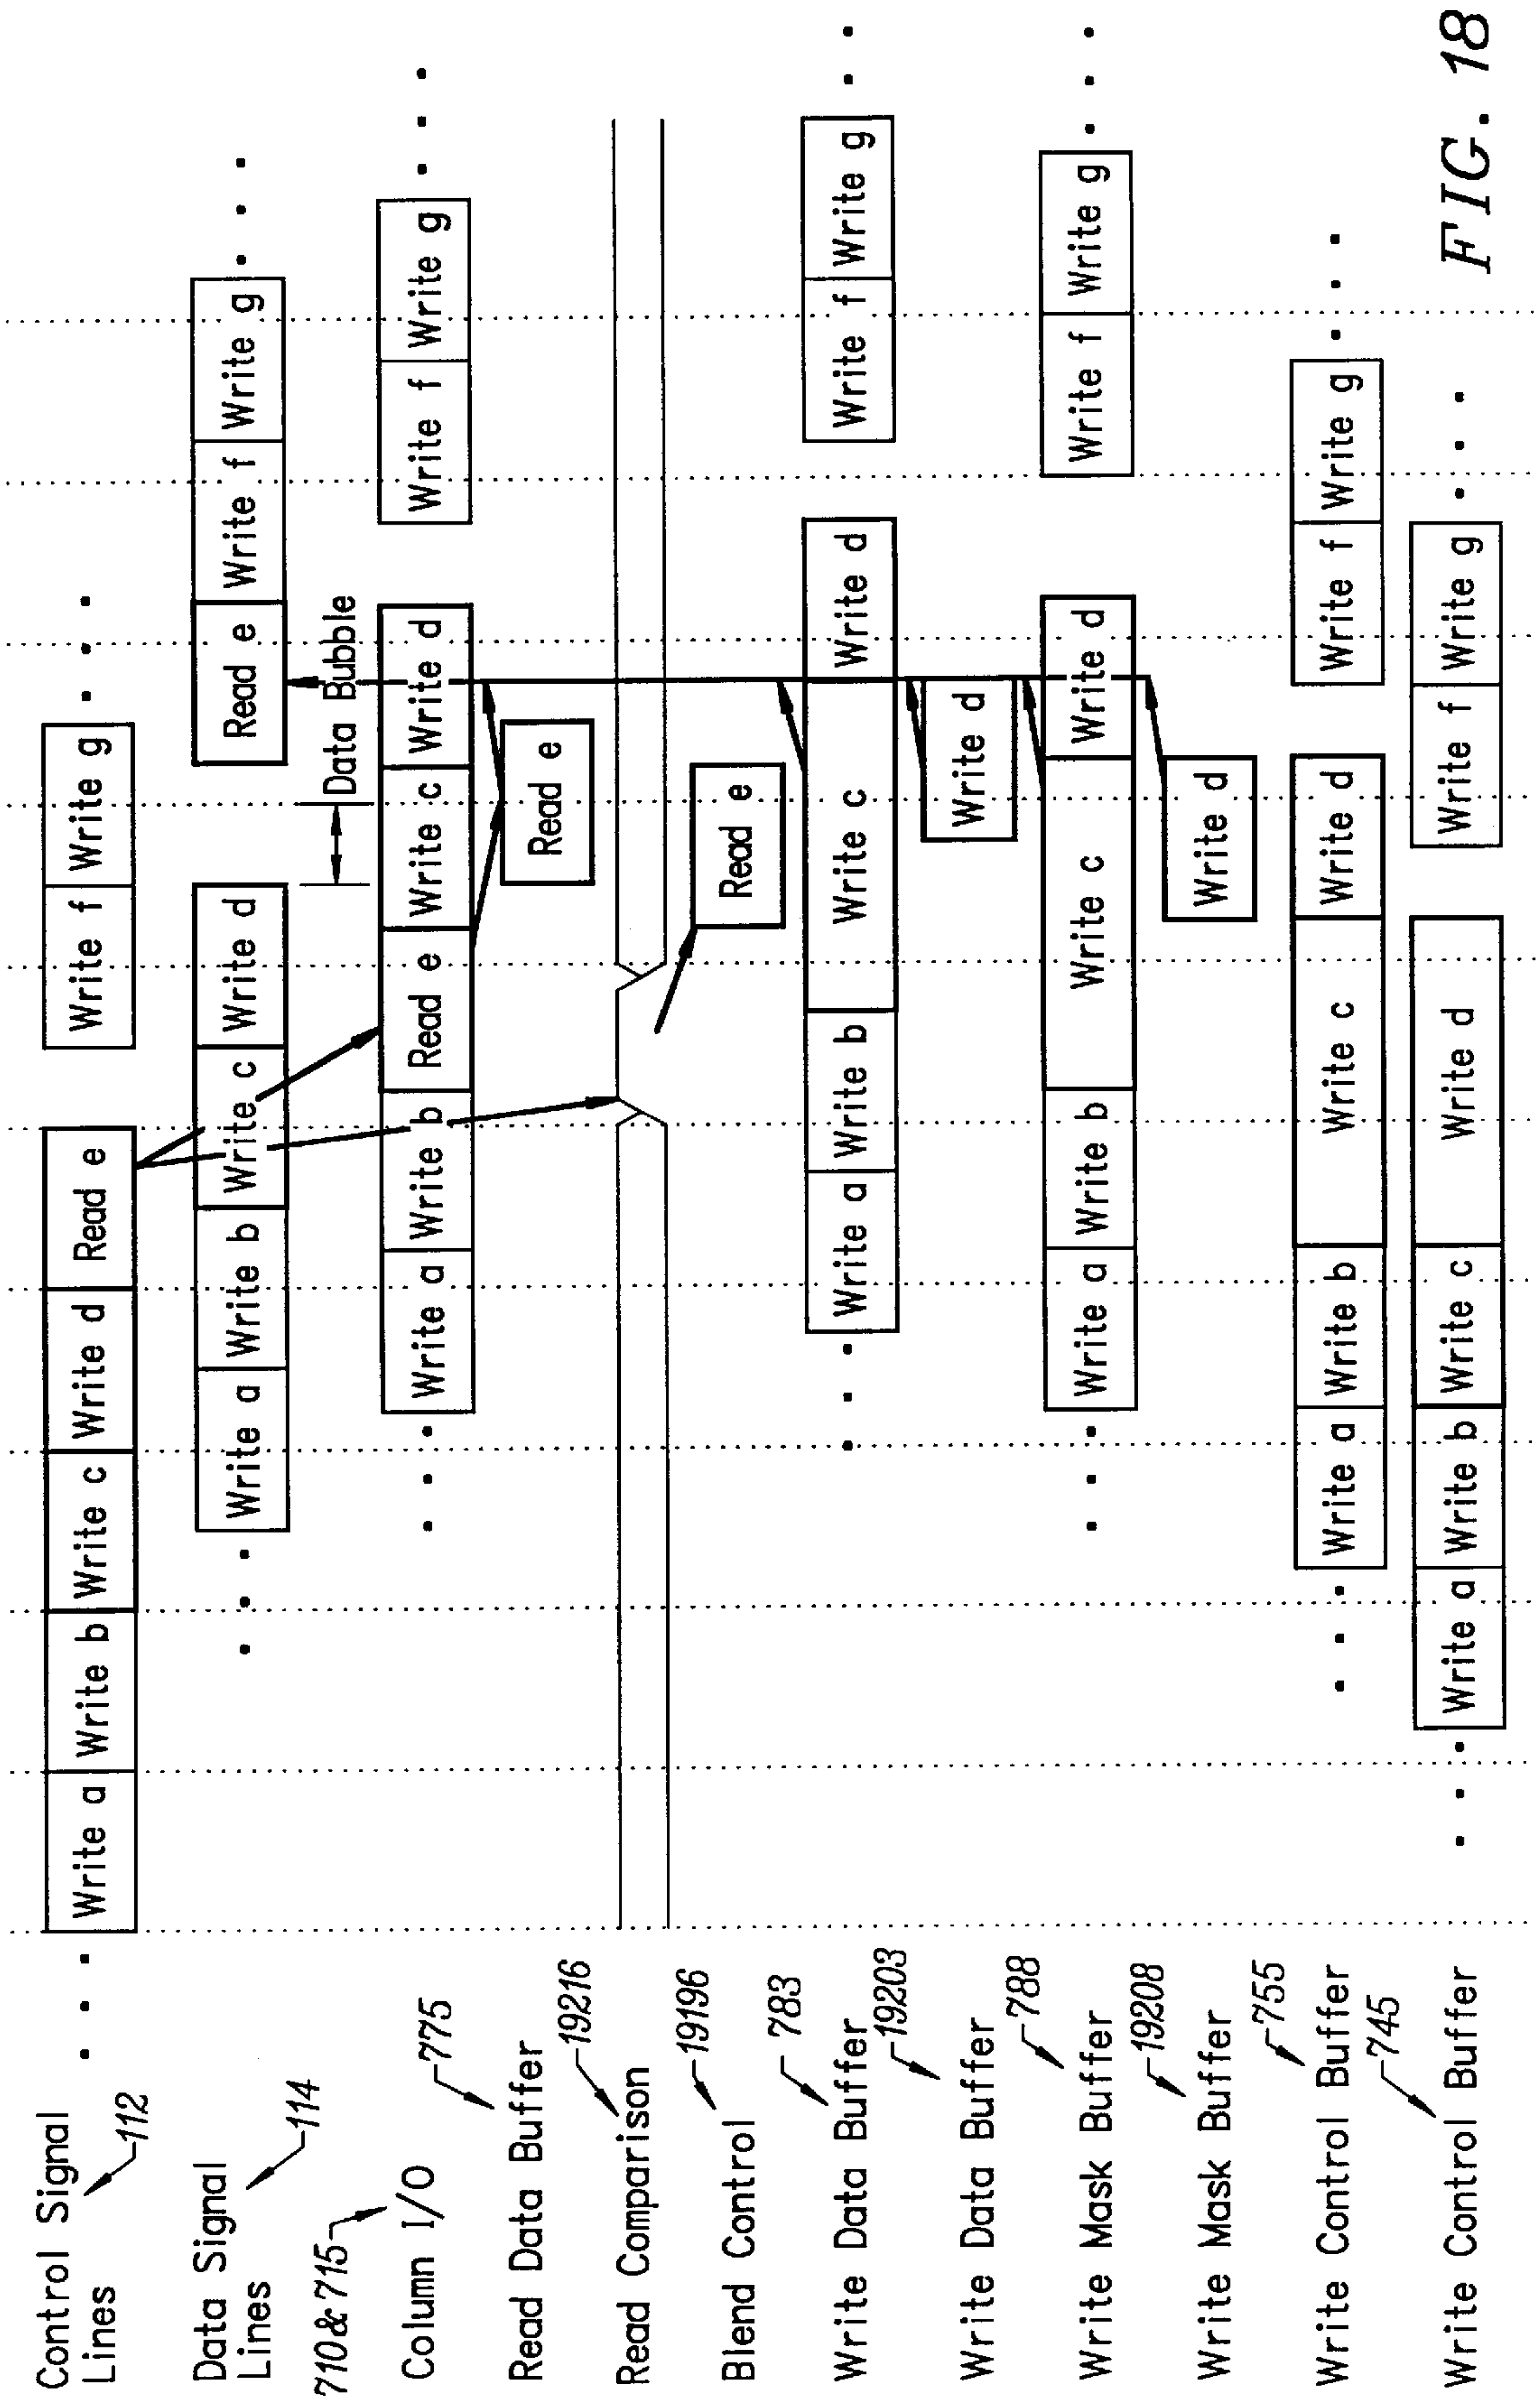 Control Signal
Lines
112
. . .
Write a Write b Write c Write d Read e Write f Write g
. . .
Data Signal
Lines
114
. . .
Write a Write b Write c Write d Read e Write f Write g
. . .
Data Bubble
710&715
Column I/O
. . .
Write a Write b Read e Write c Write d Write f Write g
. . .
Read Data Buffer
775
Read e
Read Comparison
19216
Blend Control
19196
Read e
Write Data Buffer
783
. . .
Write a Write b Write c Write d Write f Write g
. . .
Write Data Buffer
19203
Write d
Write Mask Buffer
788
. . .
Write a Write b Write c Write d Write f Write g
. . .
Write Mask Buffer
19208
Write d
Write Control Buffer
755
. . .
Write a Write b Write c Write d Write f Write g
. . .
Write Control Buffer
745
. . .
Write a Write b Write c Write d Write f Write g
. . .
FIG. 18